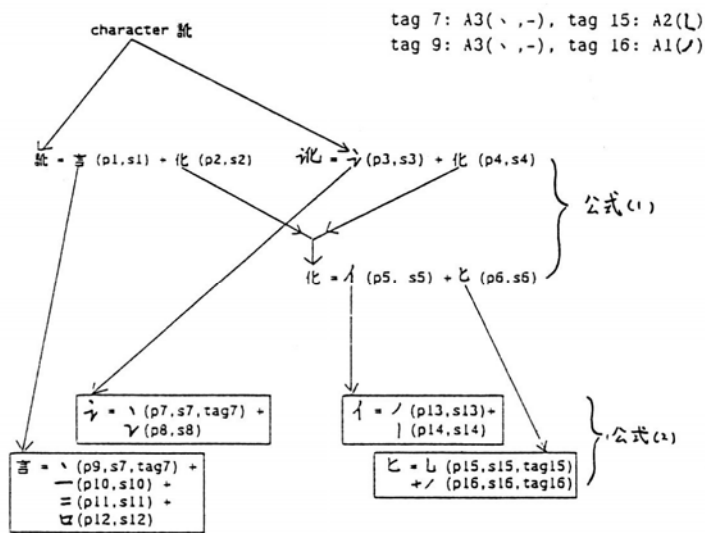 character 訛
tag 7: A3(丶,-), tag 15: A2(乚)
tag 9: A3(丶,-), tag 16: A1(ノ)
訛 = 言 (p1,s1) + 化 (p2,s2)
讹 = 讠(p3,s3) + 化 (p4,s4)
公式(1)
化 = 亻 (p5. s5) + 匕 (p6.s6)
讠 = 丶 (p7,s7,tag7) +
(p8,s8)
亻 = ノ (p13,s13)+
| (p14,s14)
公式(2)
言 = 丶 (p9,s7,tag7) +
一 (p10,s10) +
二 (p11,s11) +
口 (p12,s12)
匕 = 乚 (p15,s15,tag15)
+ノ (p16,s16,tag16)